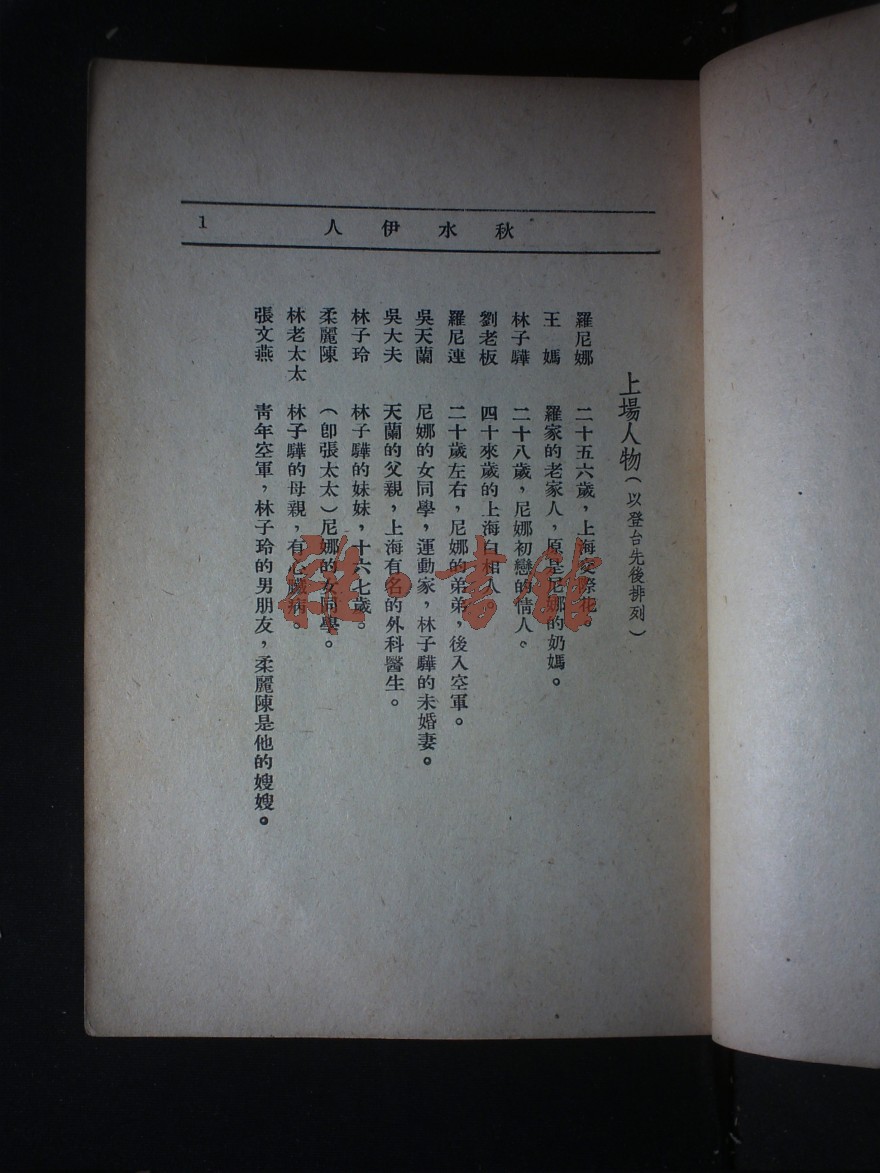 秋水伊人
1
上場人物(以登台先後排列)
羅尼娜 二十五六歲,上海交際花。
王 媽 羅家的老家人,原是尼娜的奶媽。
林子驊 二十八歲,尼娜初戀的情人。
劉老板 四十來歲的上海白相人。
羅尼連 二十歲左右,尼娜的弟弟,後入空軍。
吳天蘭 尼娜的女同學,運動家,林子驊的未婚妻。
吳大夫 天蘭的父親,上海有名的外科醫生。
林子玲 林子驊的妹妹,十六七歲。
柔麗陳 (卽張太太)尼娜的女同學。
林老太太 林子驊的母親,有心臟病。
張文燕 青年空軍,林子玲的男朋友,柔麗陳是他的嫂嫂。
雜·書館